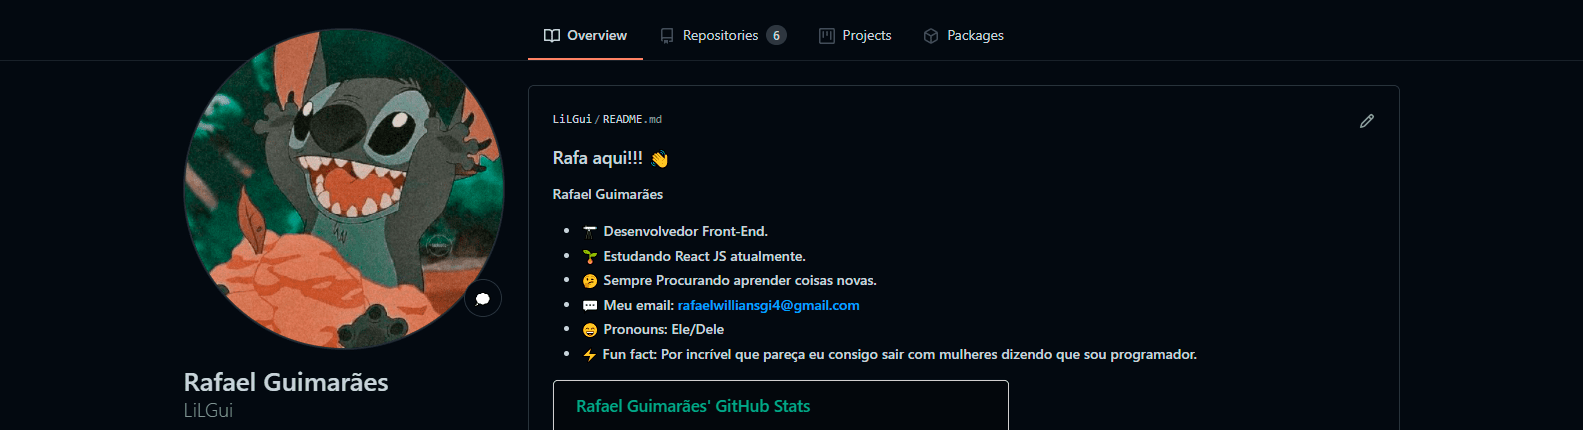 Overview Repositories 6 Projects Packages
LiLGui/README.md
Rafa aqui!!! 👋
Rafael Guimarães
Desenvolvedor Front-End.
Estudando React JS atualmente.
Sempre Procurando aprender coisas novas.
Meu email: rafaelwilliansgi4@gmail.com
Pronouns: Ele/Dele
Fun fact: Por incrível que pareça eu consigo sair com mulheres dizendo que sou programador.
Rafael Guimarães' GitHub Stats
Rafael Guimarães
LiLGui